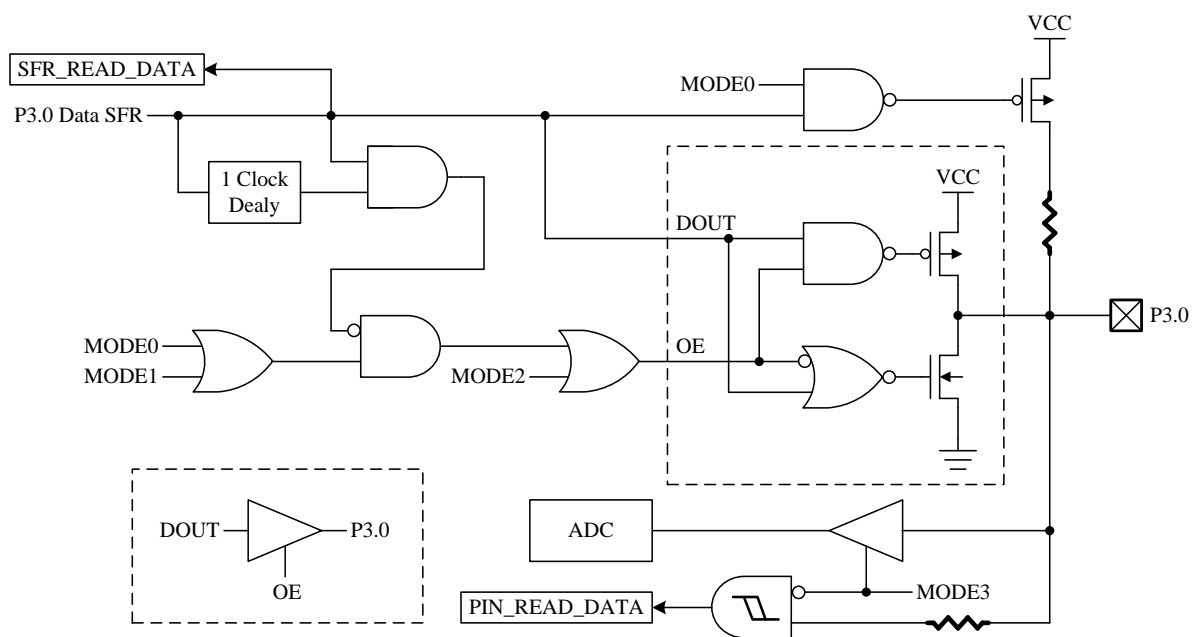 VCC
SFR_READ_DATA
MODE0
P3.0 Data SFR
1 Clock
Dealy
VCC
DOUT
P3.0
MODE0
MODE1
MODE2
OE
DOUT
P3.0
OE
ADC
MODE3
PIN_READ_DATA